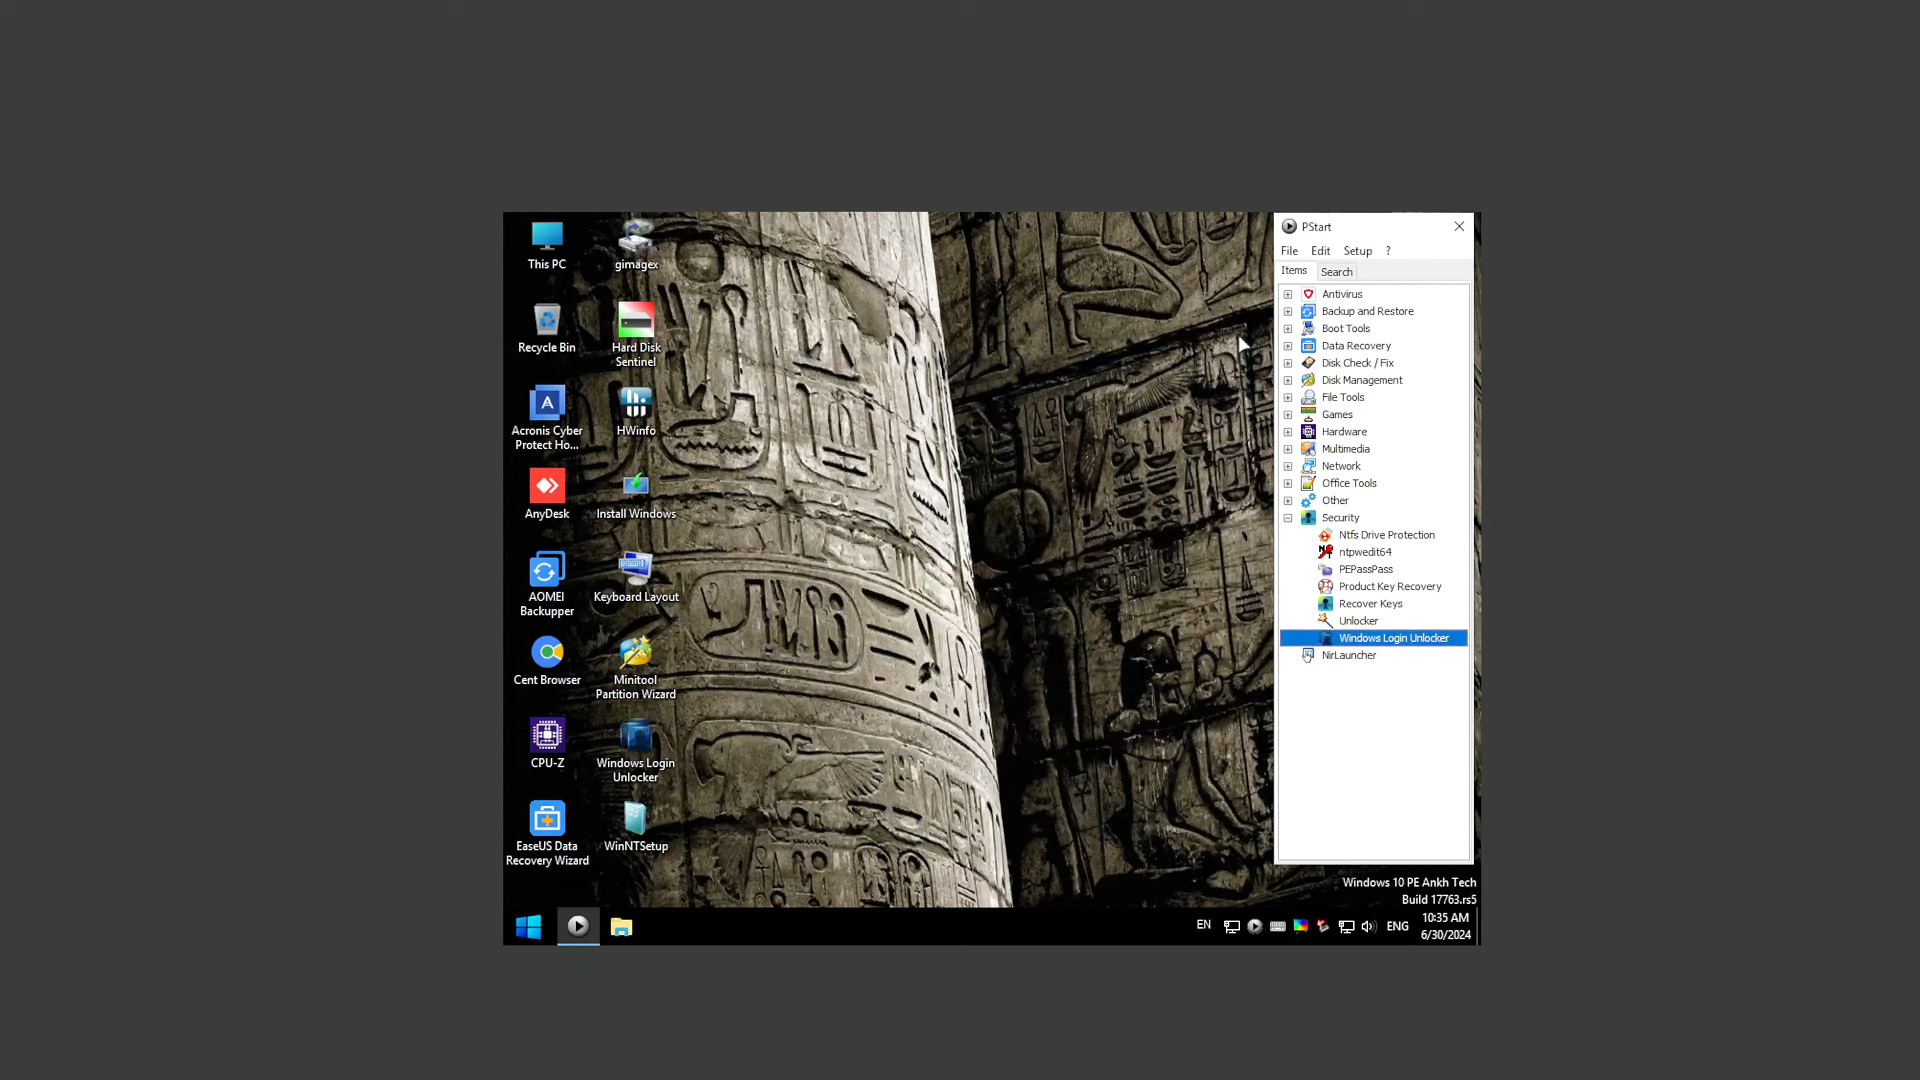 This PC
gimagex
Recycle Bin
Hard Disk
Sentinel
Acronis Cyber
Protect Ho...
HWinfo
AnyDesk
Install Windows
AOMEI
Backupper
Keyboard Layout
Cent Browser
Minitool
Partition Wizard
CPU-Z
Windows Login
Unlocker
EaseUS Data
Recovery Wizard
WinNTSetup
PStart
File Edit Setup ?
Items Search
Antivirus
Backup and Restore
Boot Tools
Data Recovery
Disk Check / Fix
Disk Management
File Tools
Games
Hardware
Multimedia
Network
Office Tools
Other
Security
Ntfs Drive Protection
ntpwedit64
PEPassPass
Product Key Recovery
Recover Keys
Unlocker
Windows Login Unlocker
NirLauncher
Windows 10 PE Ankh Tech
Build 17763.rs5
EN ENG
10:35 AM
6/30/2024